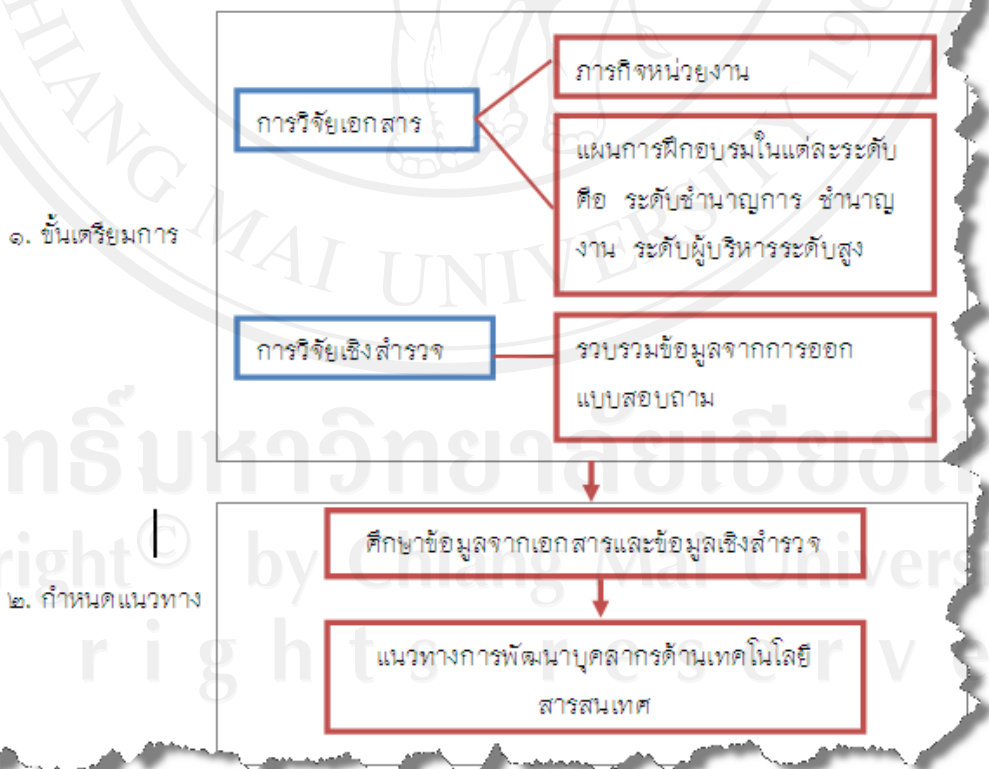 ภารกิจหน่วยงาน
การวิจัยเอกสาร
แผนการฝึกอบรมในแต่ละระดับ
คือ ระดับชำนาญการ ชำนาญ
งาน ระดับผู้บริหารระดับสูง
๑. ขั้นเตรียมการ
การวิจัยเชิงสำรวจ
รวบรวมข้อมูลจากการออก
แบบสอบถาม
ศึกษาข้อมูลจากเอกสารและข้อมูลเชิงสำรวจ
๒. กำหนดแนวทาง
แนวทางการพัฒนาบุคลากรด้านเทคโนโลยี
สารสนเทศ
HIANG MAI UNIVERSITY
by Chiang Mai
rights reserv